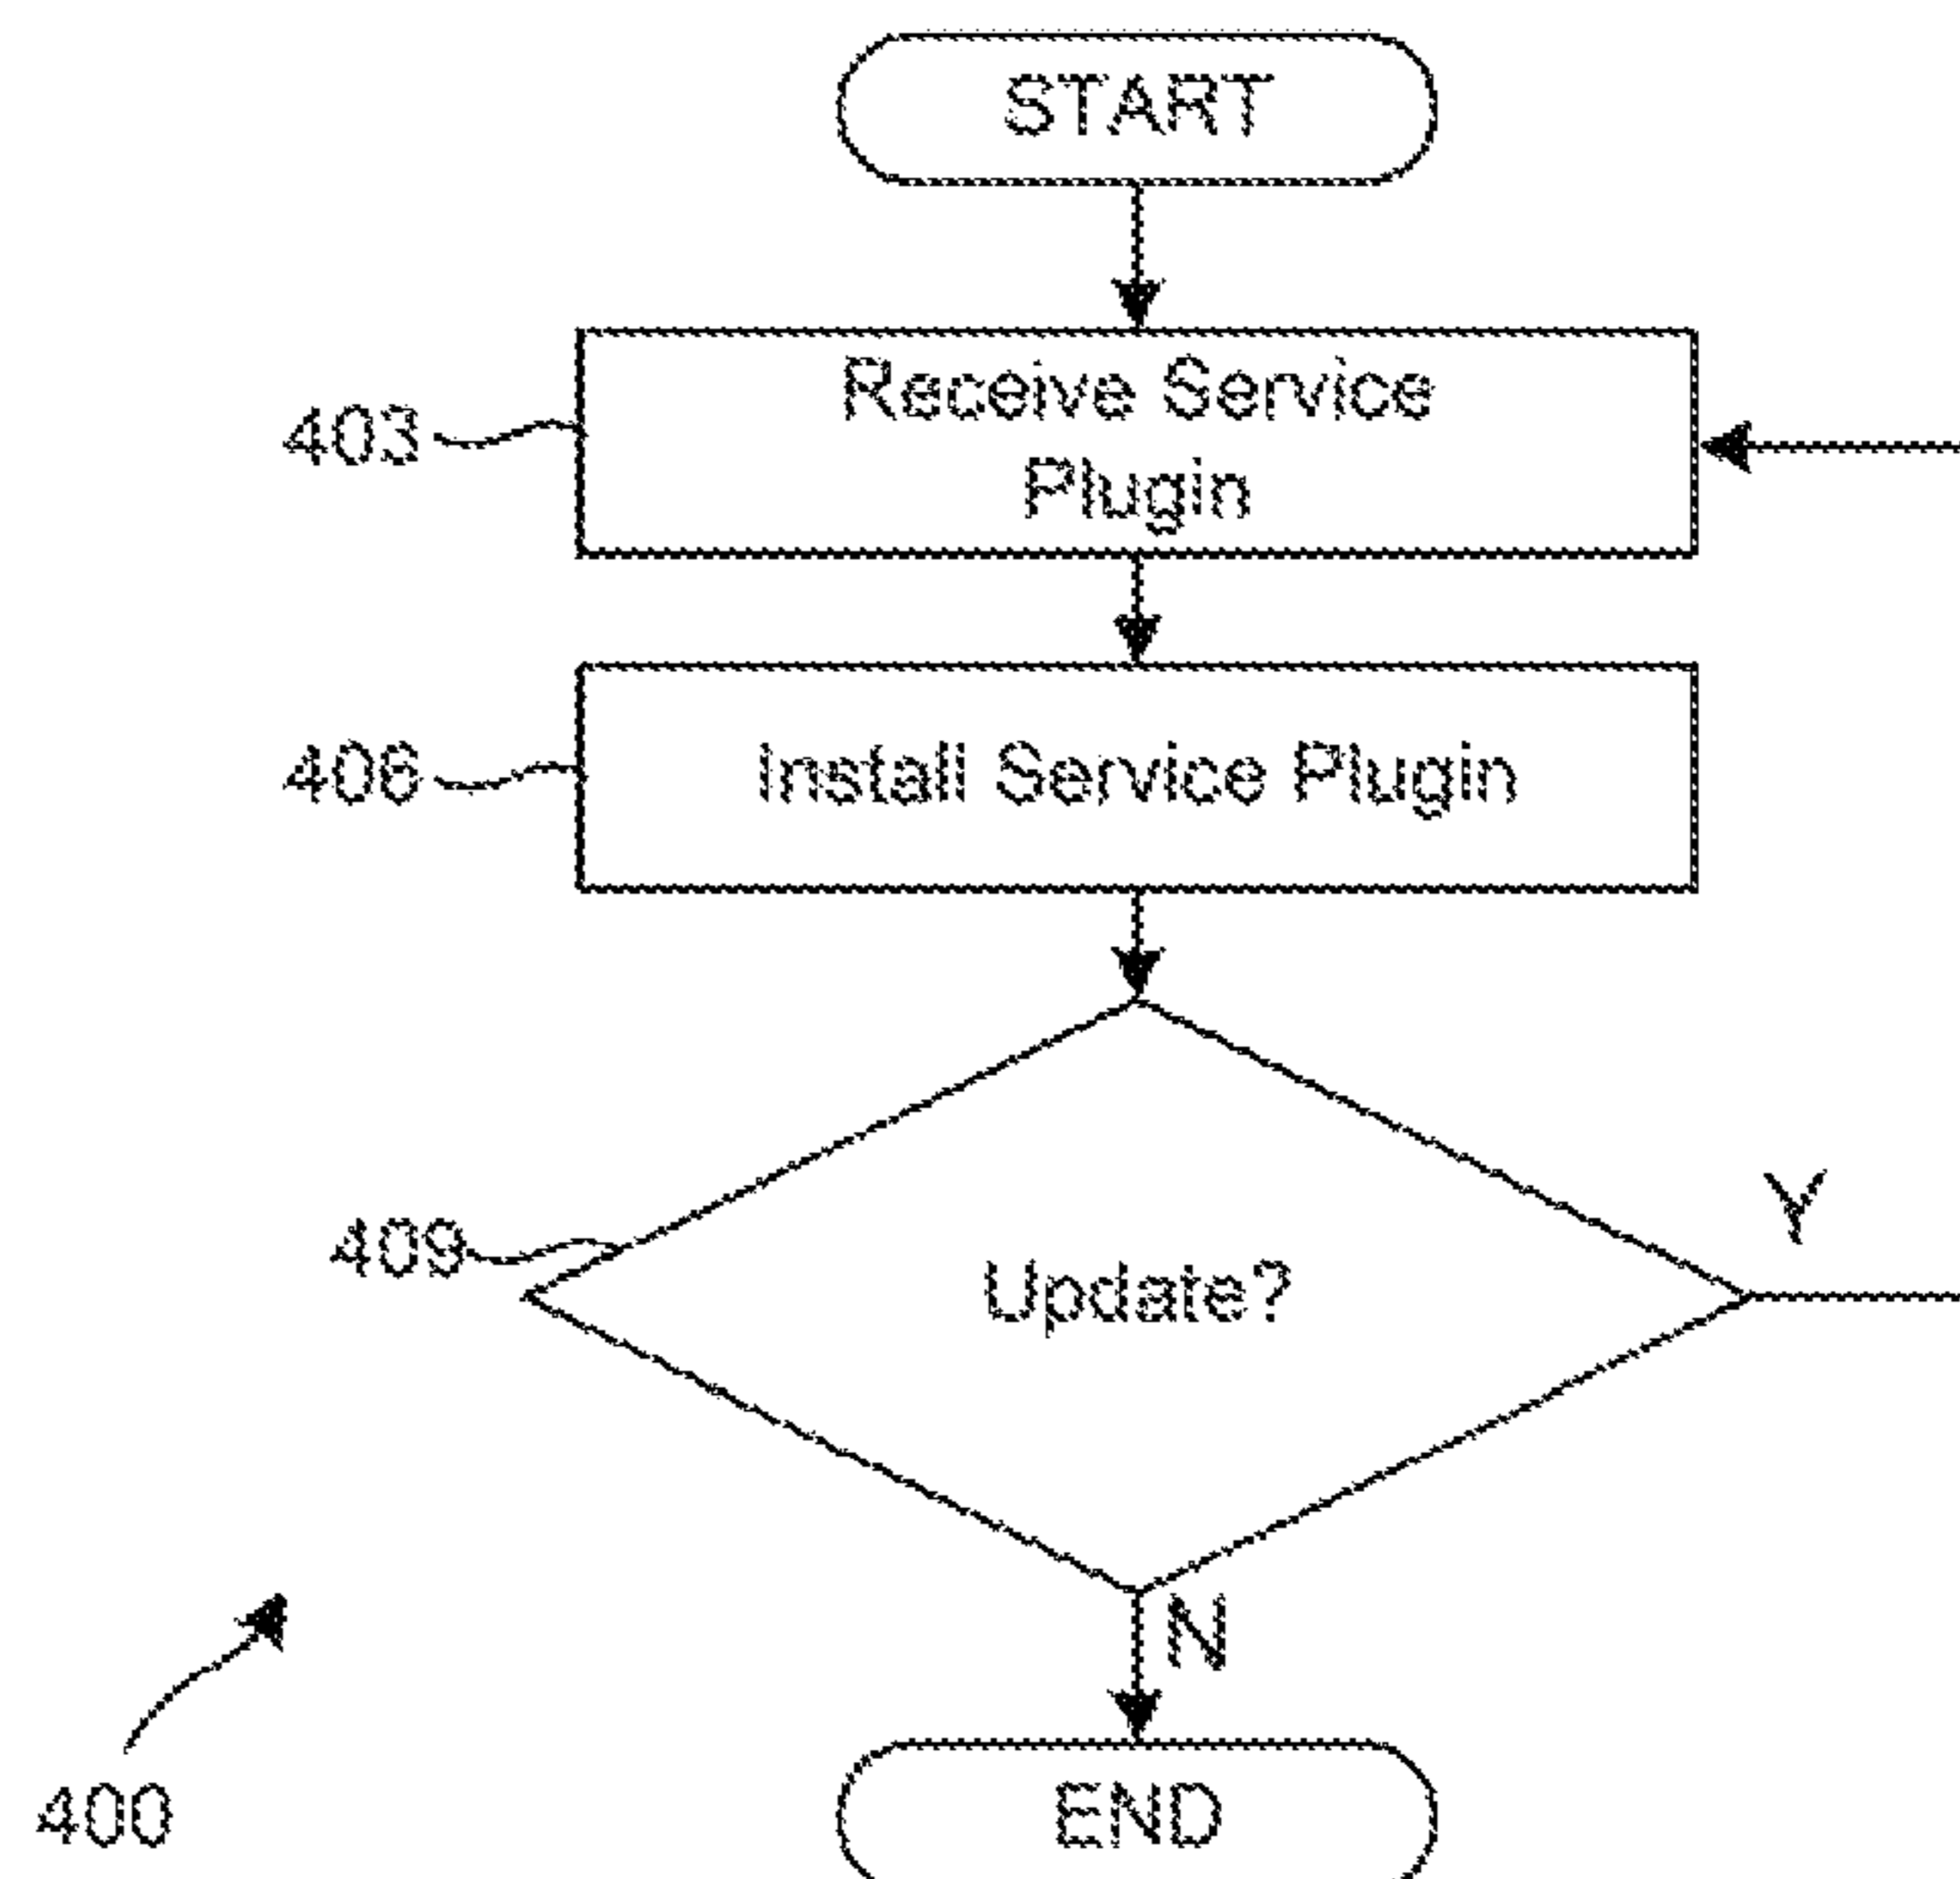 START
403
Receive Service
Plugin
406
Install Service Plugin
409
Update?
Y
N
400
END